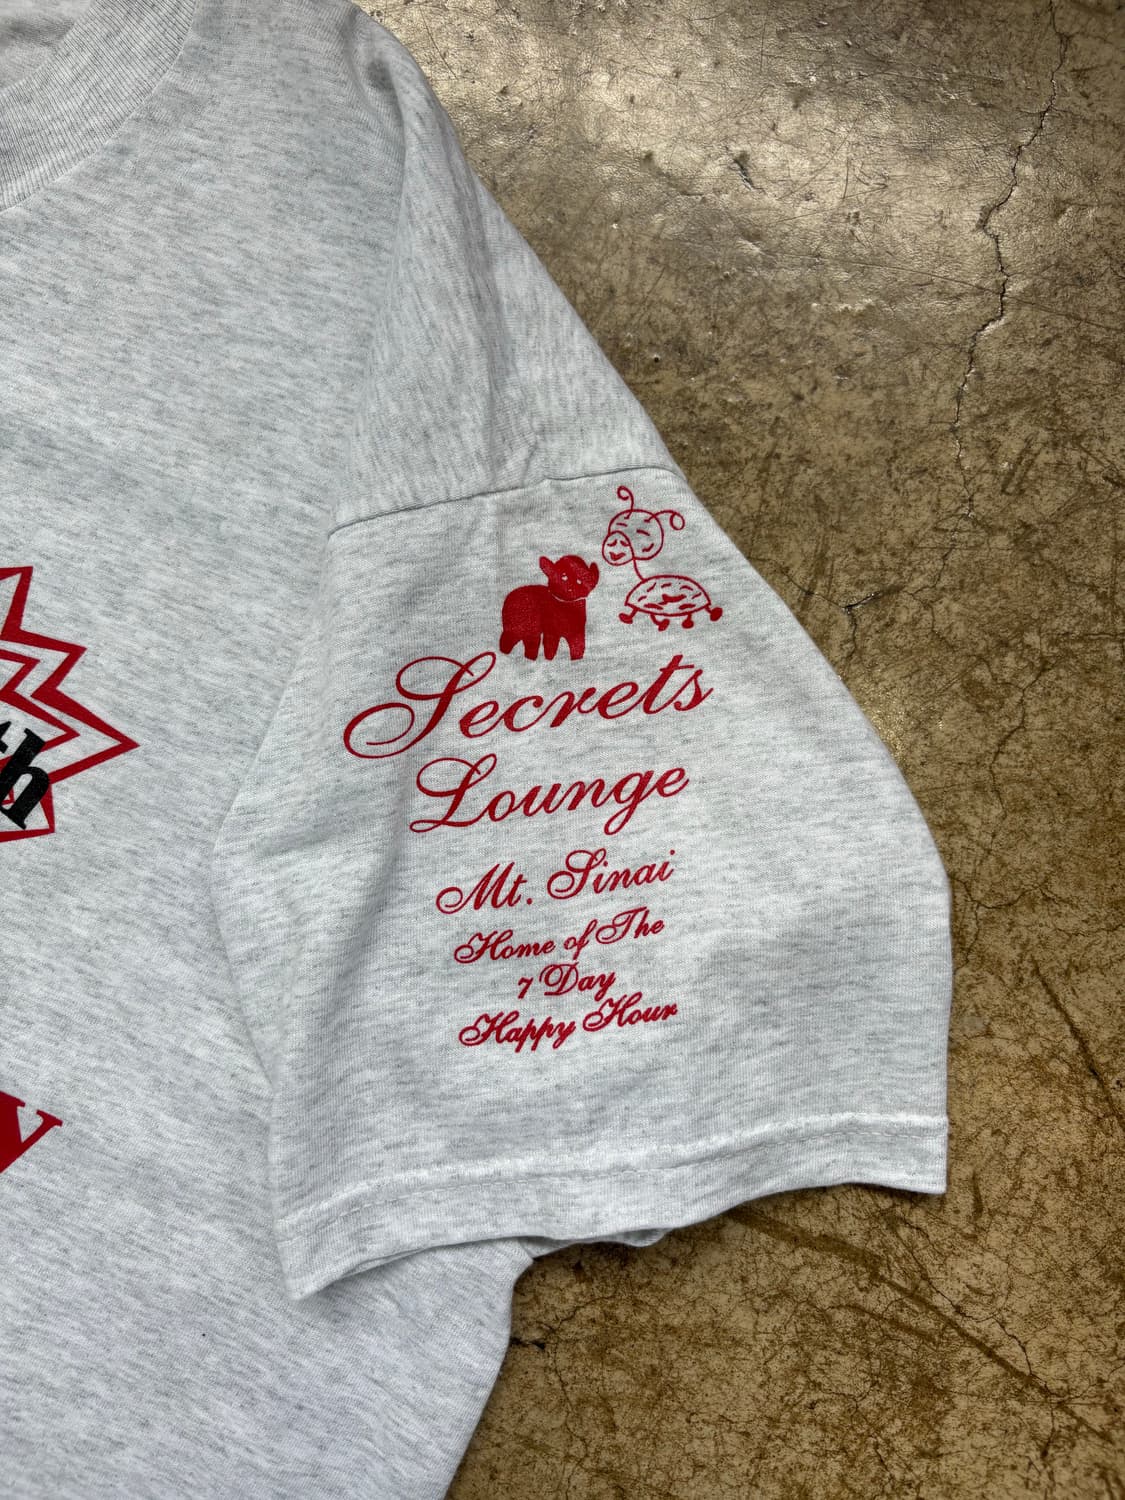 Secrets
Lounge
Mt. Sinai
Home of The
7 Day
Happy Hour